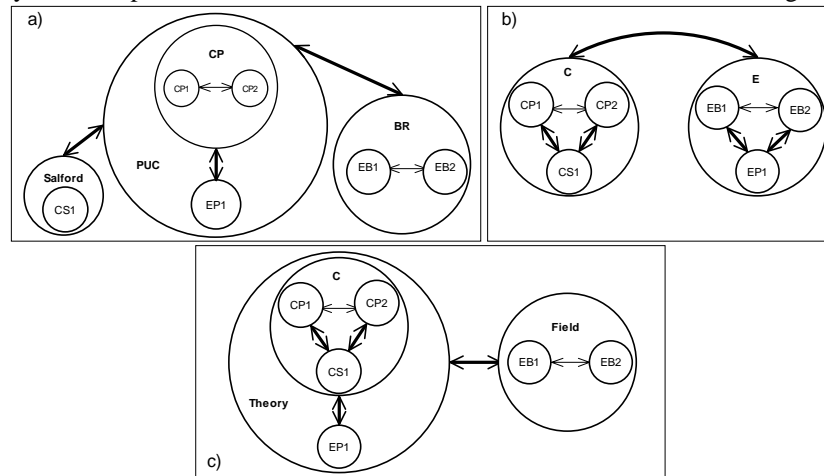 a)
CP
CP1
CP2
PUC
EP1
Salford
CS1
BR
EB1
EB2
b)
C
CP1
CP2
CS1
E
EB1
EB2
EP1
c)
C
CP1
CP2
CS1
Theory
EP1
Field
EB1
EB2